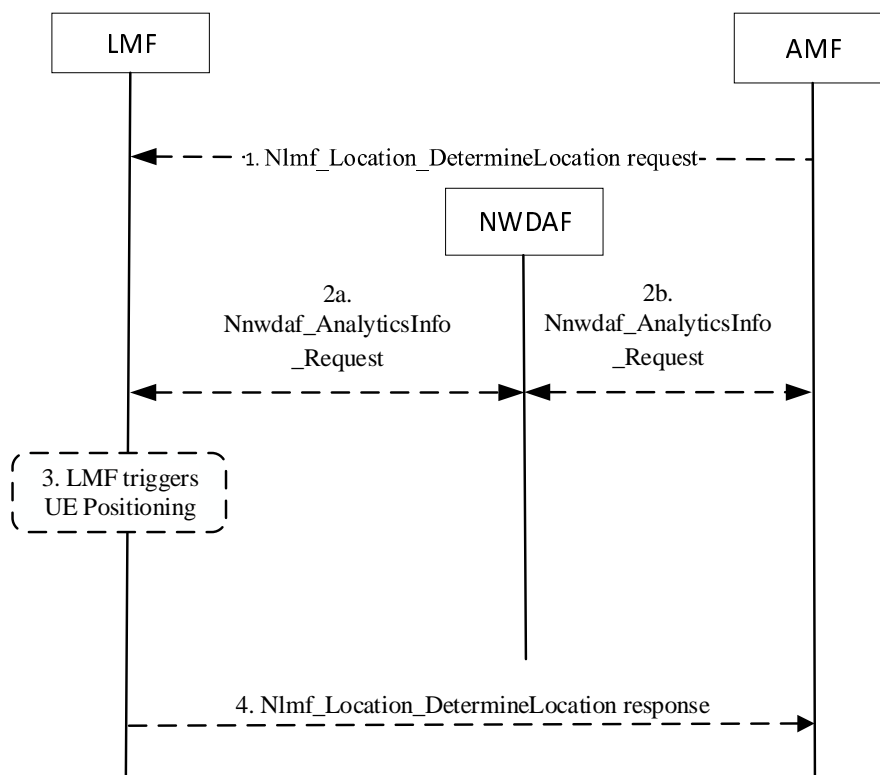 LMF
AMF
1. Nlmf_Location_DetermineLocation request
NWDAF
2a.
Nnwdaf_AnalyticsInfo
_Request
2b.
Nnwdaf_AnalyticsInfo
_Request
3. LMF triggers
UE Positioning
4. Nlmf_Location_DetermineLocation response